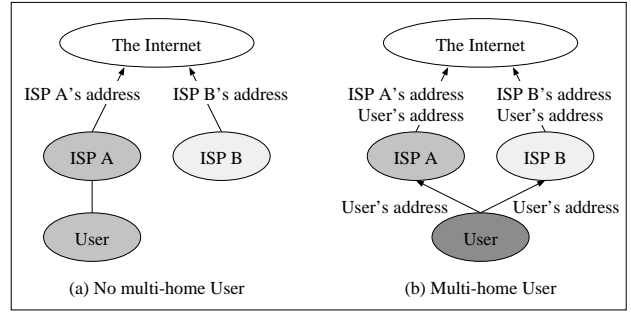 The Internet
ISP A's address
ISP B's address
ISP A
ISP B
User
(a) No multi-home User
The Internet
ISP A's address
User's address
ISP B's address
User's address
ISP A
ISP B
User's address
User's address
User
(b) Multi-home User